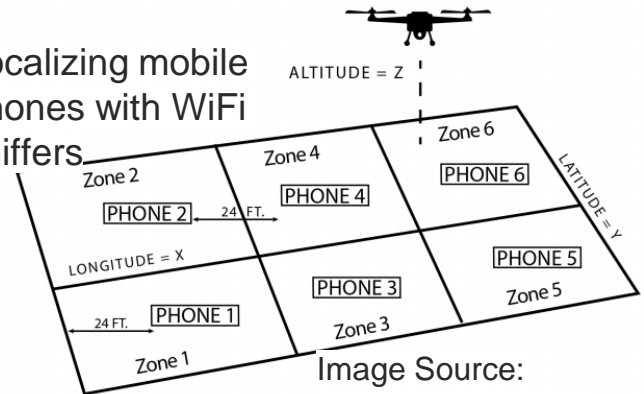 ocalizing mobile
ones with WiFi
iffers
ALTITUDE = Z
Zone 2
Zone 4
Zone 6
PHONE 2
24 FT.
PHONE 4
PHONE 6
LATITUDE = Y
LONGITUDE = X
24 FT.
PHONE 1
PHONE 3
PHONE 5
Zone 1
Zone 3
Zone 5
Image Source: